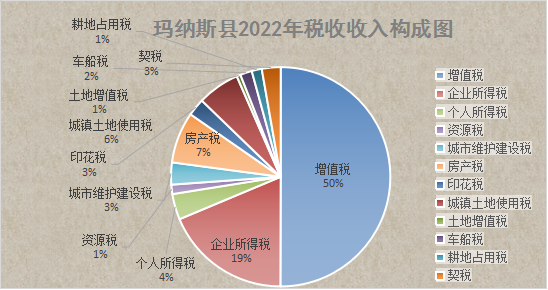 玛纳斯县2022年税收收入构成图
耕地占用税
1%
车船税
2%
契税
3%
土地增值税
1%
城镇土地使用税
6%
印花税
3%
城市维护建设税
3%
资源税
1%
个人所得税
4%
房产税
7%
企业所得税
19%
增值税
50%
增值税
企业所得税
个人所得税
资源税
城市维护建设税
房产税
印花税
城镇土地使用税
土地增值税
车船税
耕地占用税
契税